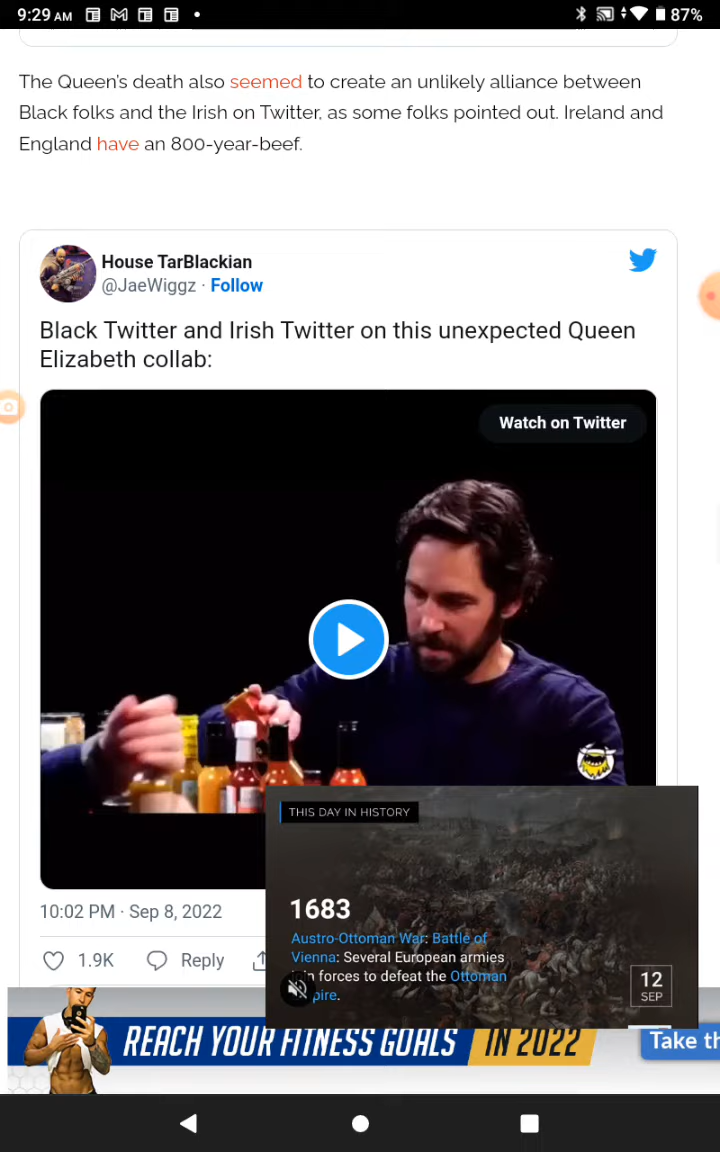 9:29 AM
87%
The Queen's death also seemed to create an unlikely alliance between
Black folks and the Irish on Twitter, as some folks pointed out. Ireland and
England have an 800-year-beef.
House TarBlackian
@JaeWiggz · Follow
Black Twitter and Irish Twitter on this unexpected Queen
Elizabeth collab:
Watch on Twitter
THIS DAY IN HISTORY
1683
Austro-Ottoman War: Battle of
Vienna: Several European armies
forces to defeat the Ottoman
12
SEP
10:02 PM · Sep 8, 2022
1.9K
Reply
REACH YOUR FITNESS GOALS IN 2022
Take